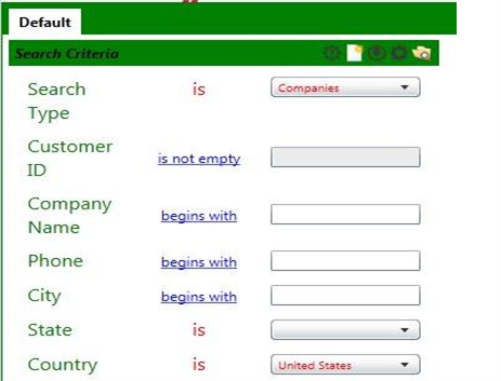 Default
Search Criteria
Search Type is Companies
Customer ID is not empty
Company Name begins with
Phone begins with
City begins with
State is
Country is United States